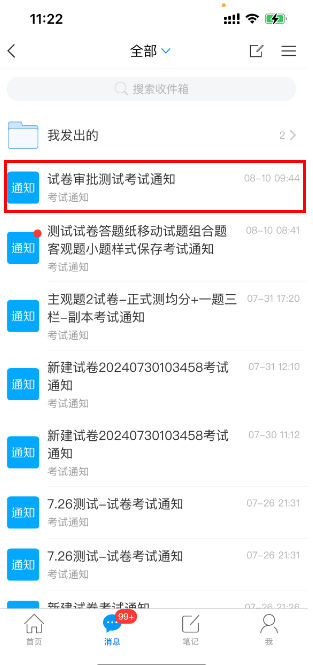 11:22
全部
搜索收件箱
我发出的
2
通知
试卷审批测试考试通知
08-10 09:44
考试通知
通知
测试试卷答题纸移动试题组合题
08-10 08:41
客观题小题样式保存考试通知
考试通知
通知
主观题2试卷-正式测均分+一题三
07-31 17:20
栏-副本考试通知
考试通知
通知
新建试卷20240730103458考试
07-31 12:10
通知
考试通知
通知
新建试卷20240730103458考试
07-30 11:12
通知
考试通知
通知
7.26测试-试卷考试通知
07-26 21:31
考试通知
通知
7.26测试-试卷考试通知
07-26 21:31
考试通知
新建试卷考试通知
07-26 21:26
99+
首页
消息
笔记
我